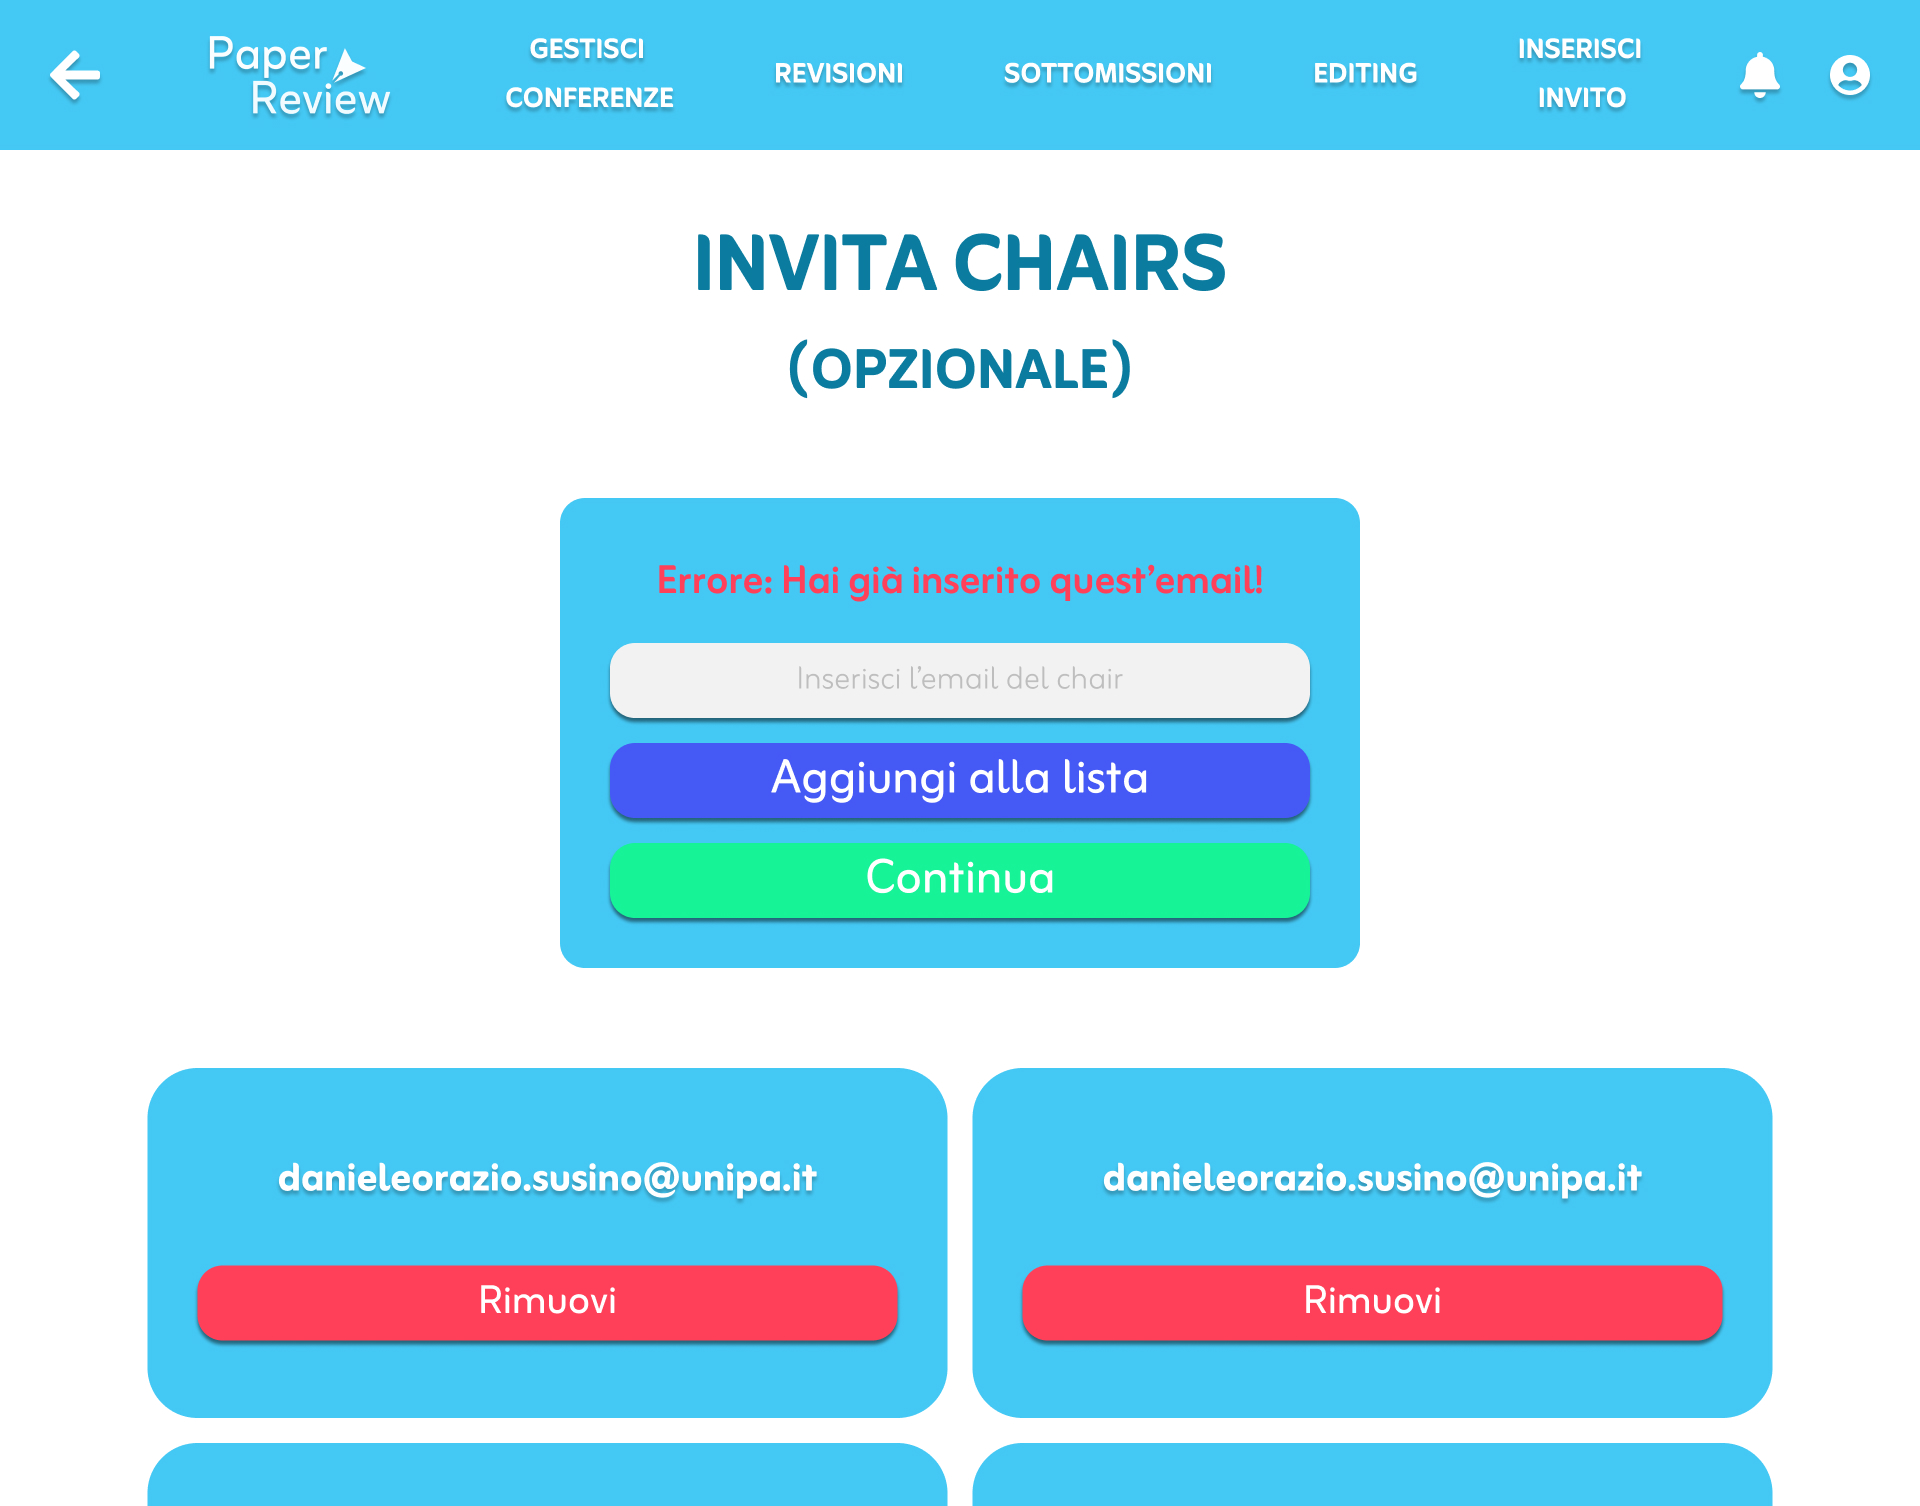 Paper
Review
GESTISCI
CONFERENZE
REVISIONI
SOTTOMISSIONI
EDITING
INSERISCI
INVITO
INVITA CHAIRS
(OPZIONALE)
Errore: Hai già inserito quest’email!
Inserisci l’email del chair
Aggiungi alla lista
Continua
danieleorazio.susino@unipa.it
Rimuovi
danieleorazio.susino@unipa.it
Rimuovi